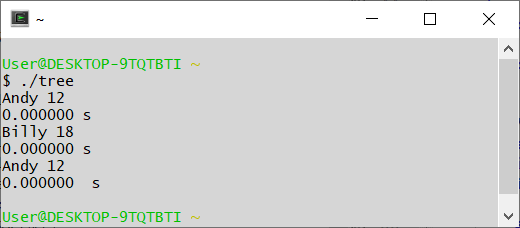 ~
User@DESKTOP-9TQTBTI ~
$ ./tree
Andy 12
0.000000 s
Billy 18
0.000000 s
Andy 12
0.000000  s
User@DESKTOP-9TQTBTI ~